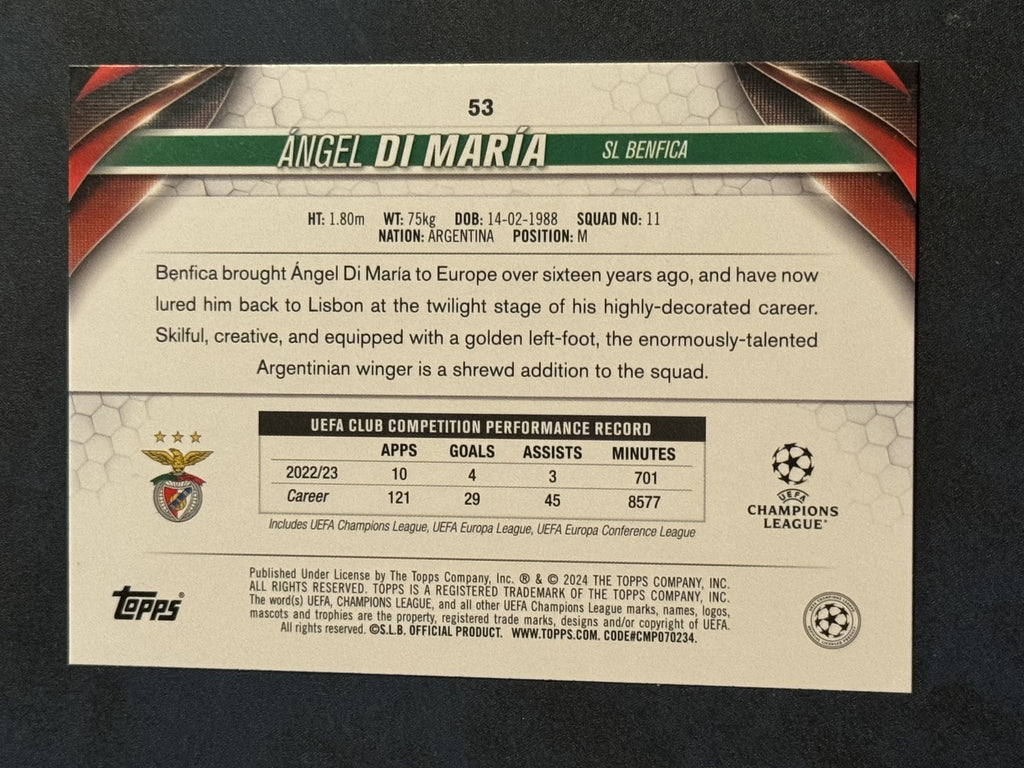 53
ÁNGEL DI MARÍA SL BENFICA
HT: 1.80m WT: 75kg DOB: 14-02-1988 SQUAD NO: 11
NATION: ARGENTINA POSITION: M
Benfica brought Ángel Di María to Europe over sixteen years ago, and have now
lured him back to Lisbon at the twilight stage of his highly-decorated career.
Skilful, creative, and equipped with a golden left-foot, the enormously-talented
Argentinian winger is a shrewd addition to the squad.
UEFA CLUB COMPETITION PERFORMANCE RECORD
APPS GOALS ASSISTS MINUTES
2022/23 10 4 3 701
Career 121 29 45 8577
Includes UEFA Champions League, UEFA Europa League, UEFA Europa Conference League
UEFA
CHAMPIONS
LEAGUE®
Topps®
Published Under License by The Topps Company, Inc. ® & © 2024 THE TOPPS COMPANY, INC.
ALL RIGHTS RESERVED. TOPPS IS A REGISTERED TRADEMARK OF THE TOPPS COMPANY, INC.
The word(s) UEFA, CHAMPIONS LEAGUE, and all other UEFA Champions League marks, names, logos,
mascots and trophies are the property, registered trade marks, designs and/or copyright of UEFA.
All rights reserved. ©S.L.B. OFFICIAL PRODUCT. WWW.TOPPS.COM. CODE#CMP070234.